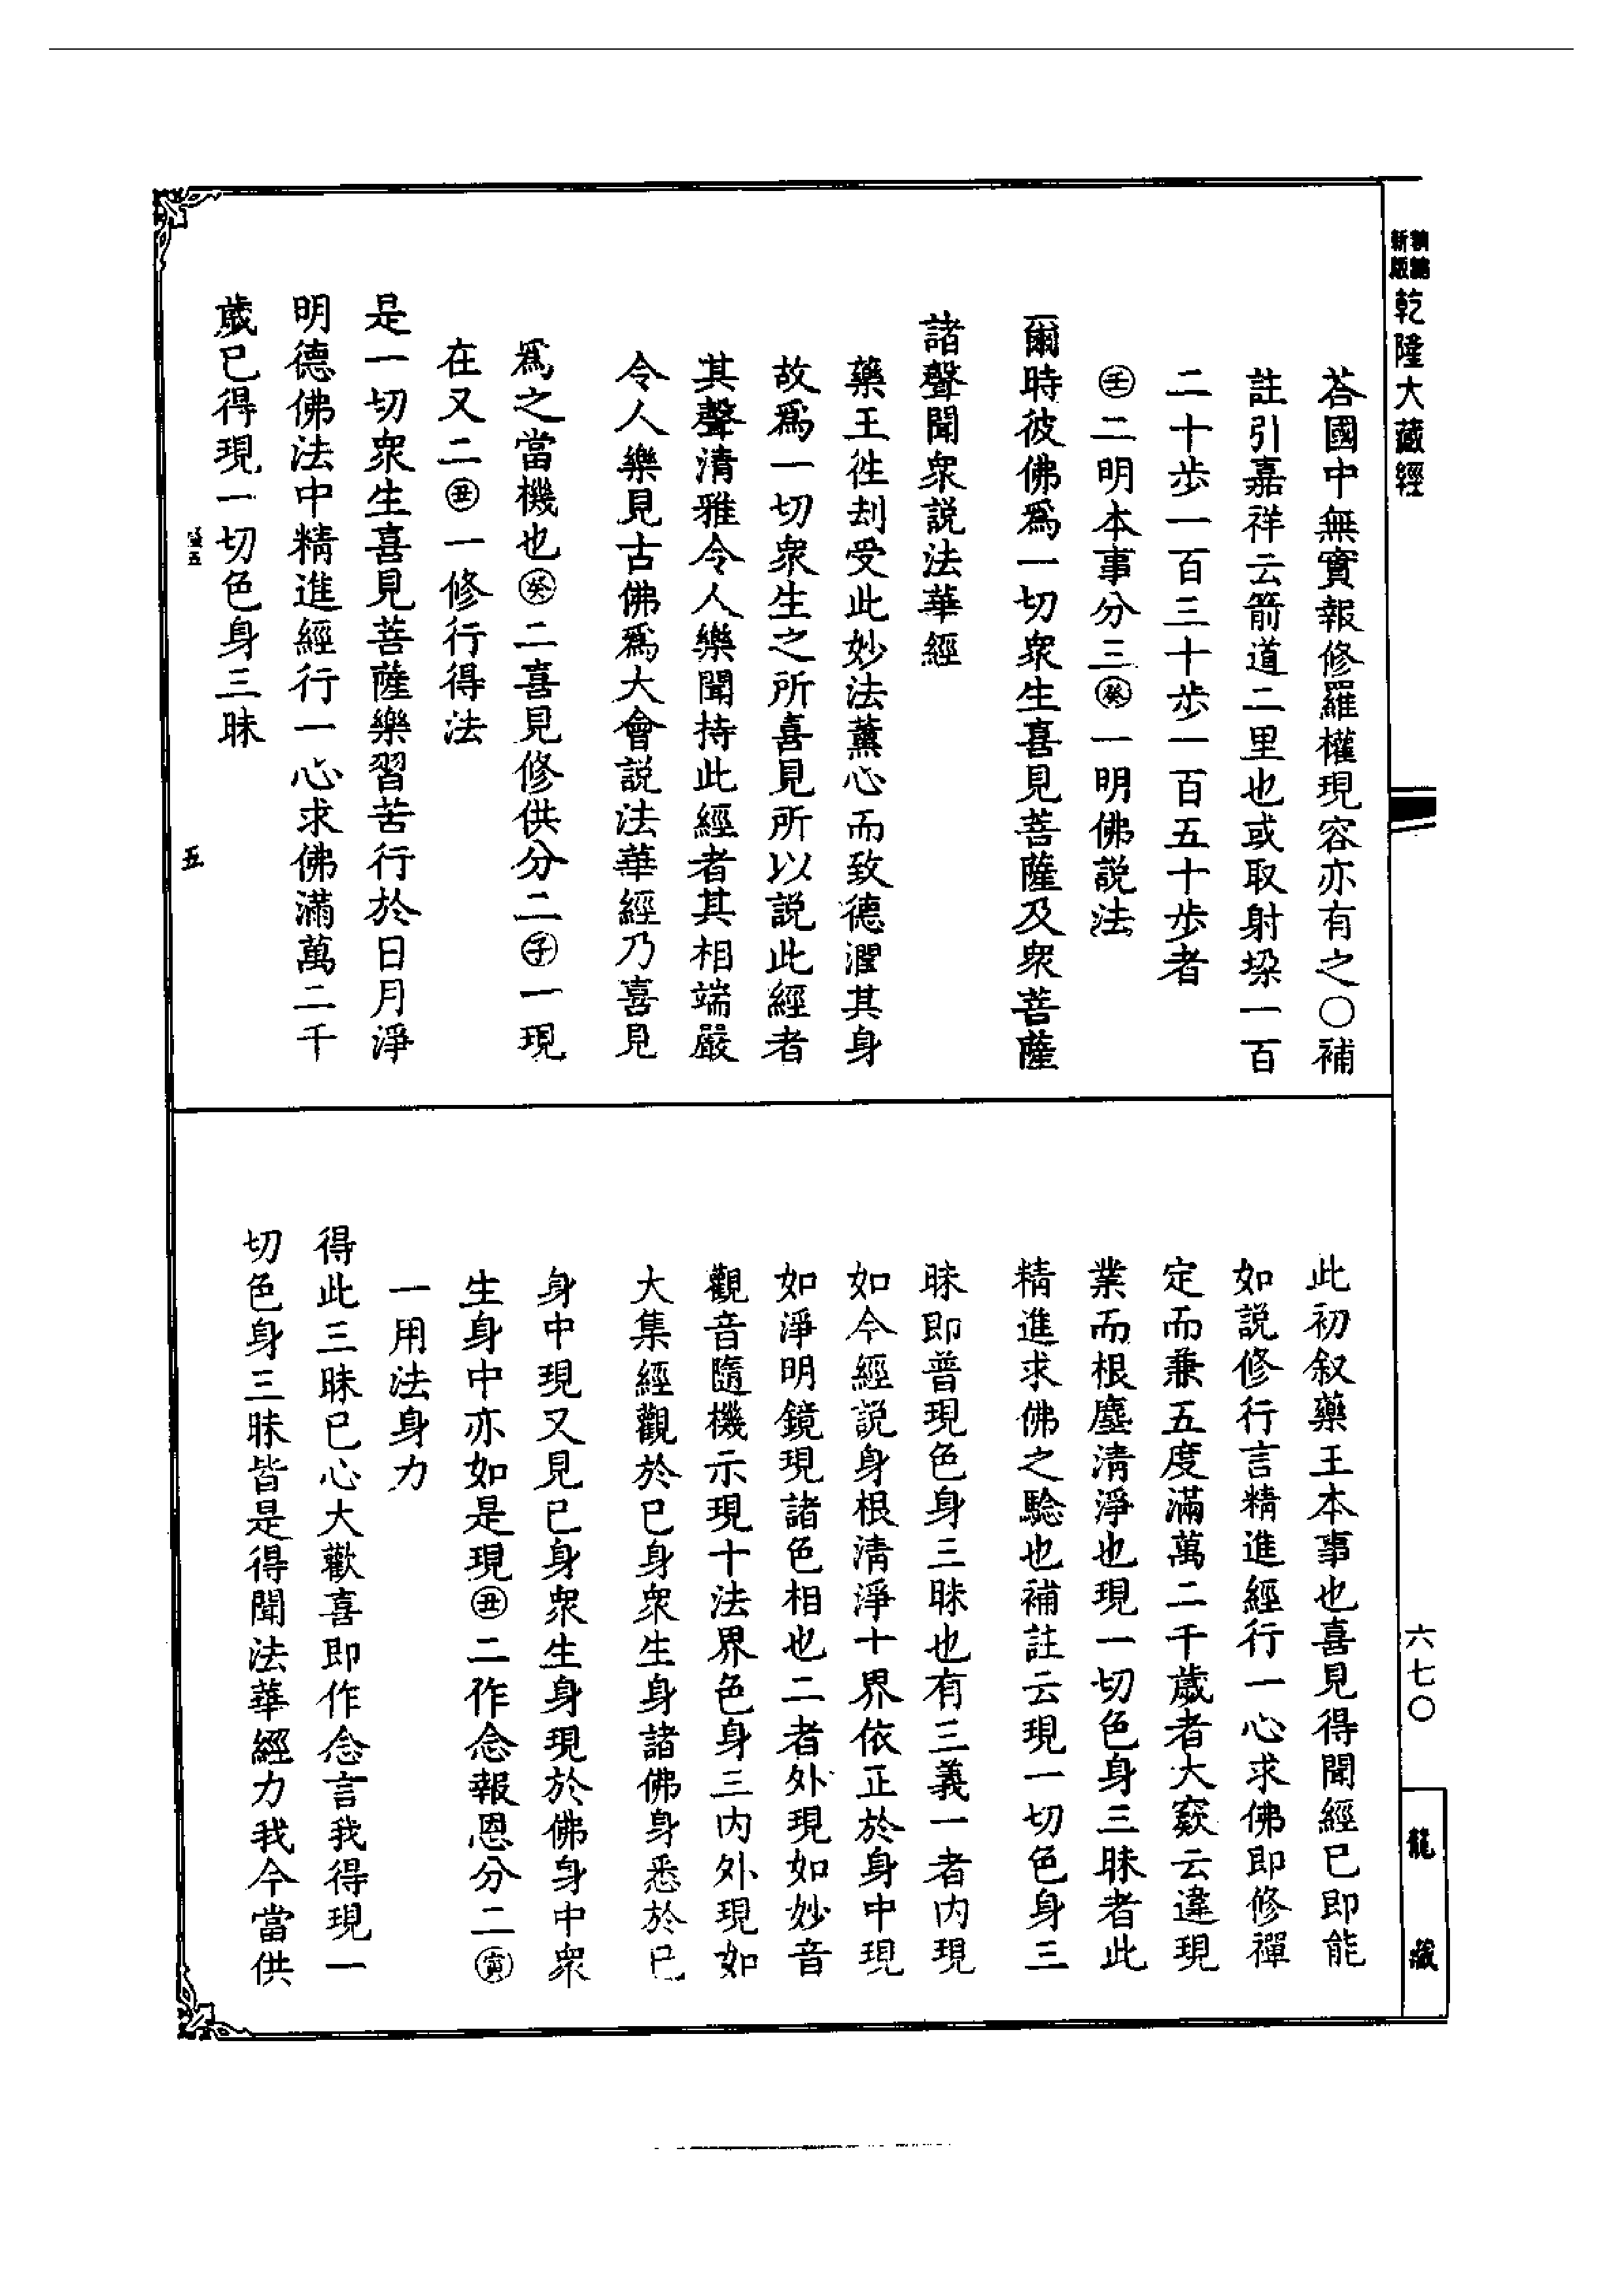 新編
新版
乾隆大藏經
答國中無實報修羅權現容亦有之〇補
註引嘉祥云箭道二里也或取射垛一百
二十步一百三十步一百五十步者
㊅二明本事分三㊅一明佛說法
爾時彼佛爲一切衆生喜見菩薩及衆菩薩
諸聲聞衆說法華經
藥王徃刦受此妙法薰心而致德潤其身
故爲一切衆生之所喜見所以說此經者
其聲清雅令人樂聞持此經者其相端嚴
令人樂見古佛爲大會說法華經乃喜見
爲之當機也癸二喜見修供分二子一現
在又二丑一修行得法
是一切衆生喜見菩薩樂習苦行於日月淨
明德佛法中精進經行一心求佛滿萬二千
歲已得現一切色身三昧
盛五
五
六七〇
龍藏
此初叙藥王本事也喜見得聞經已即能
如說修行言精進經行一心求佛即修禪
定而兼五度滿萬二千歲者大窾云違現
業而根塵清淨也現一切色身三昧者此
精進求佛之驗也補註云現一切色身三
昧即普現色身三昧也有三義一者内現
如今經說身根清淨十界依正於身中現
如淨明鏡現諸色相也二者外現如妙音
觀音隨機示現十法界色身三内外現如
大集經觀於已身衆生身諸佛身悉於已
身中現又見已身衆生身現於佛身中衆
生身中亦如是現丑二作念報恩分二寅
一用法身力
得此三昧已心大歡喜即作念言我得現一
切色身三昧皆是得聞法華經力我今當供